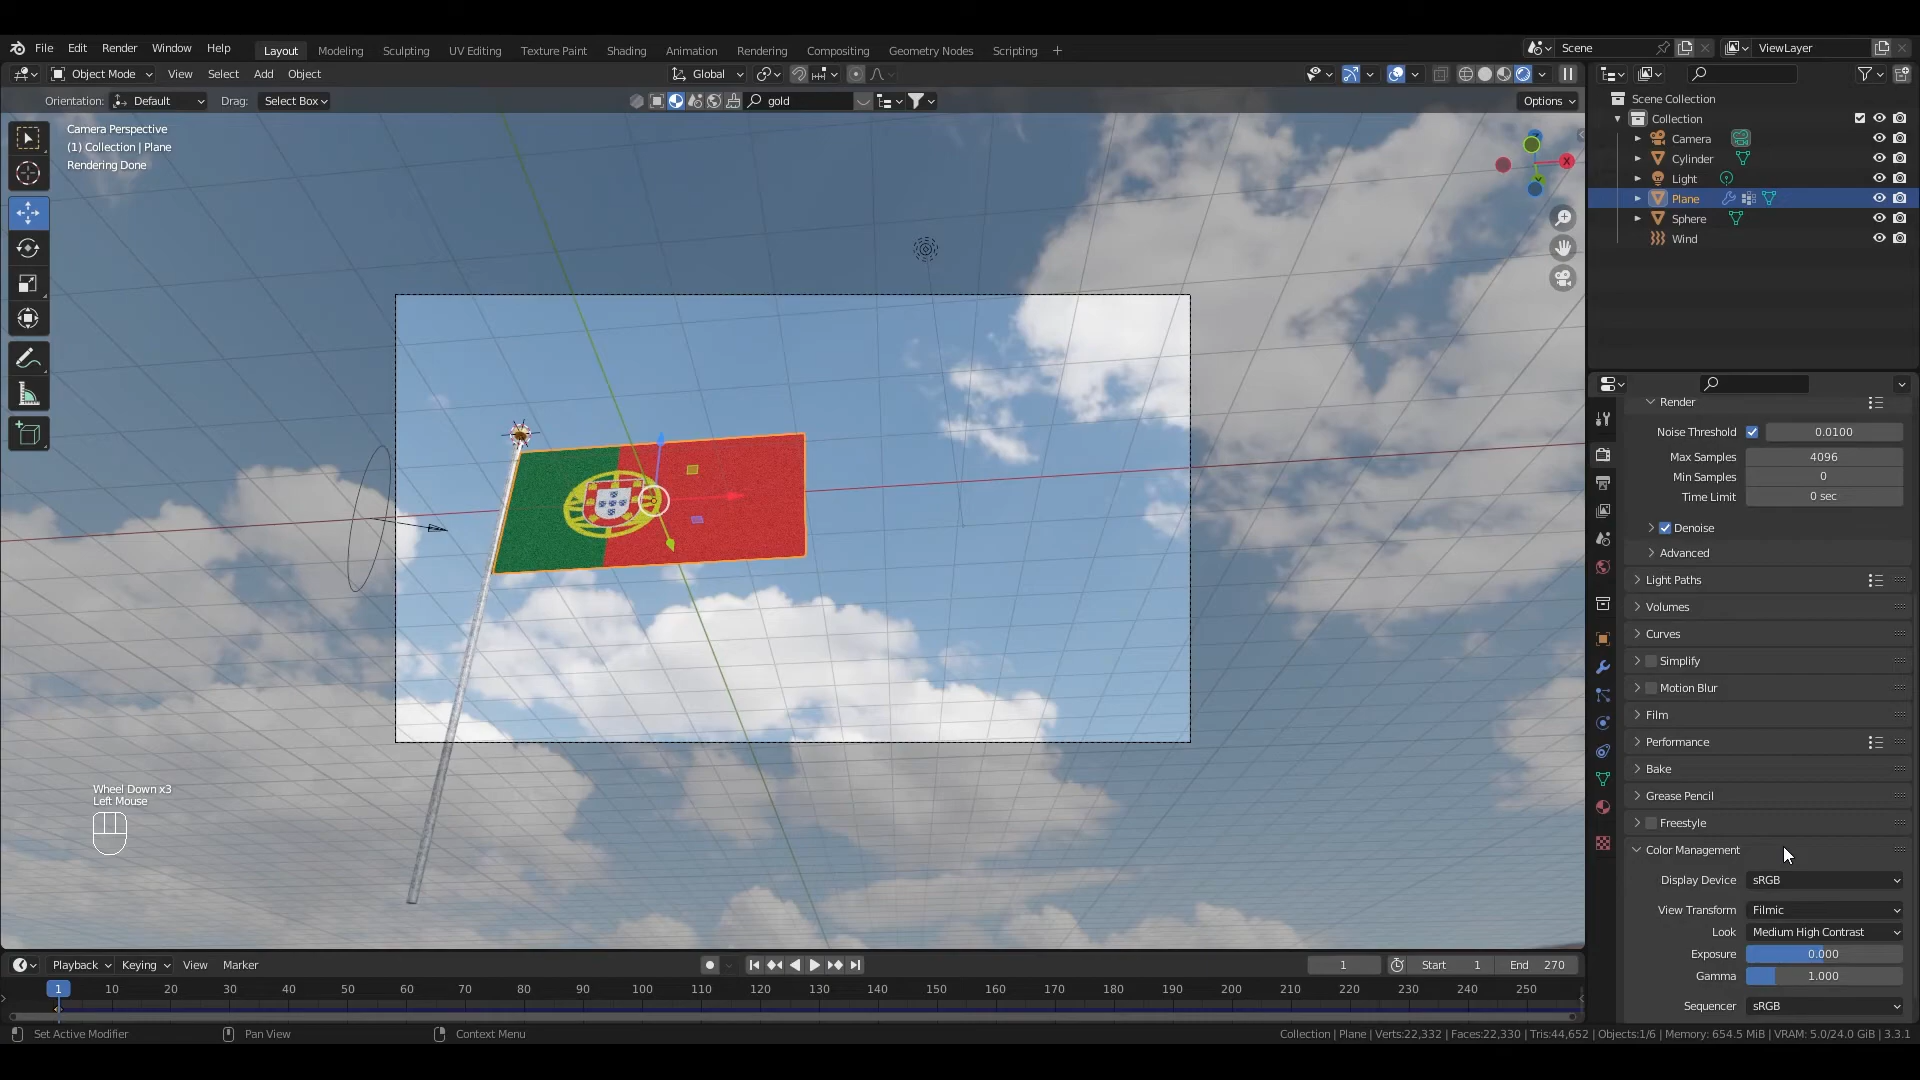 File Edit Render Window Help Layout Modeling Sculpting UV Editing Texture Paint Shading Animation Rendering Compositing Geometry Nodes Scripting + Scene ViewLayer
Object Mode View Select Add Object Global
Orientation: Default Drag: Select Box gold Options
Camera Perspective
(1) Collection | Plane
Rendering Done
X
Scene Collection
Collection
Camera
Cylinder
Light
Plane
Sphere
Wind
Render
Noise Threshold 0.0100
Max Samples 4096
Min Samples 0
Time Limit 0 sec
Denoise
Advanced
Light Paths
Volumes
Curves
Simplify
Motion Blur
Film
Performance
Bake
Grease Pencil
Freestyle
Color Management
Display Device sRGB
View Transform Filmic
Look Medium High Contrast
Exposure 0.000
Gamma 1.000
Sequencer sRGB
Wheel Down x3
Left Mouse
Playback Keying View Marker 1 Start 1 End 270
1 10 20 30 40 50 60 70 80 90 100 110 120 130 140 150 160 170 180 190 200 210 220 230 240 250
Set Active Modifier Pan View Context Menu Collection | Plane | Verts:22,332 | Faces:22,330 | Tris:44,652 | Objects:1/6 | Memory: 654.5 MiB | VRAM: 5.0/24.0 GiB | 3.3.1